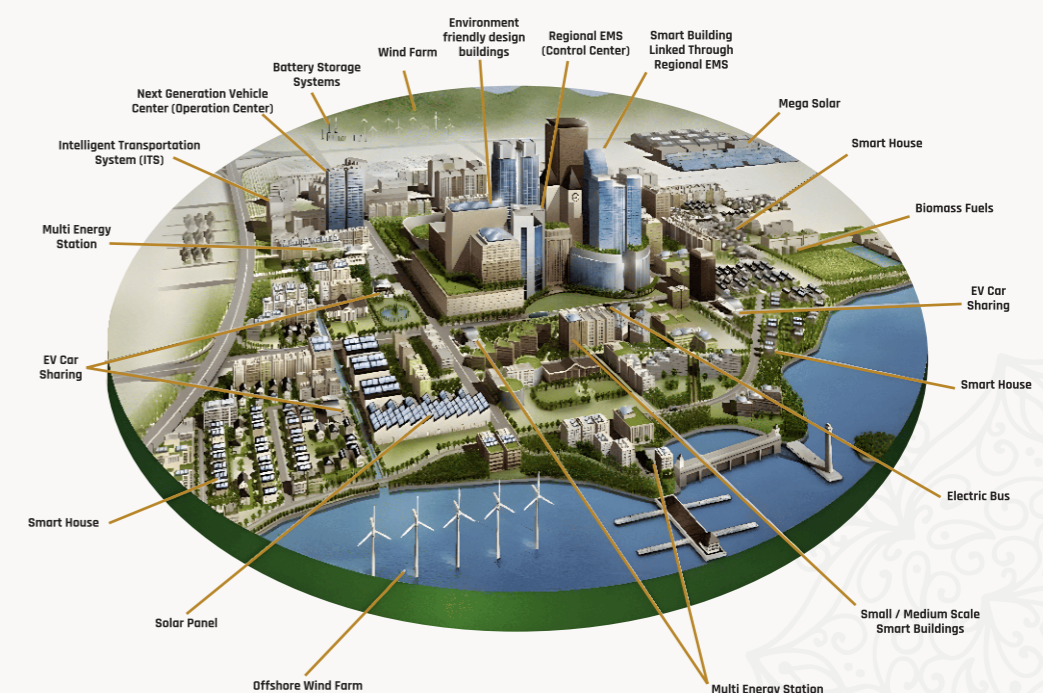 Environment
friendly design
buildings
Regional EMS
(Control Center)
Smart Building
Linked Through
Regional EMS
Wind Farm
Battery Storage
Systems
Next Generation Vehicle
Center (Operation Center)
Mega Solar
Intelligent Transportation
System (ITS)
Smart House
Multi Energy
Station
Biomass Fuels
EV Car
Sharing
EV Car
Sharing
Smart House
Smart House
Electric Bus
Solar Panel
Small / Medium Scale
Smart Buildings
Offshore Wind Farm
Multi Energy Station